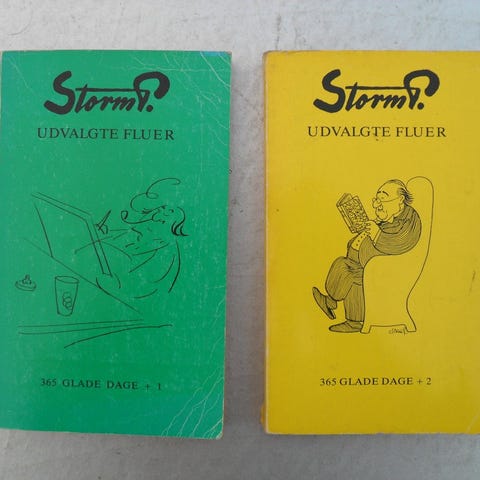 Storm P.
UDVALGTE FLUER
365 GLADE DAGE + 1
Storm P.
UDVALGTE FLUER
365 GLADE DAGE + 2